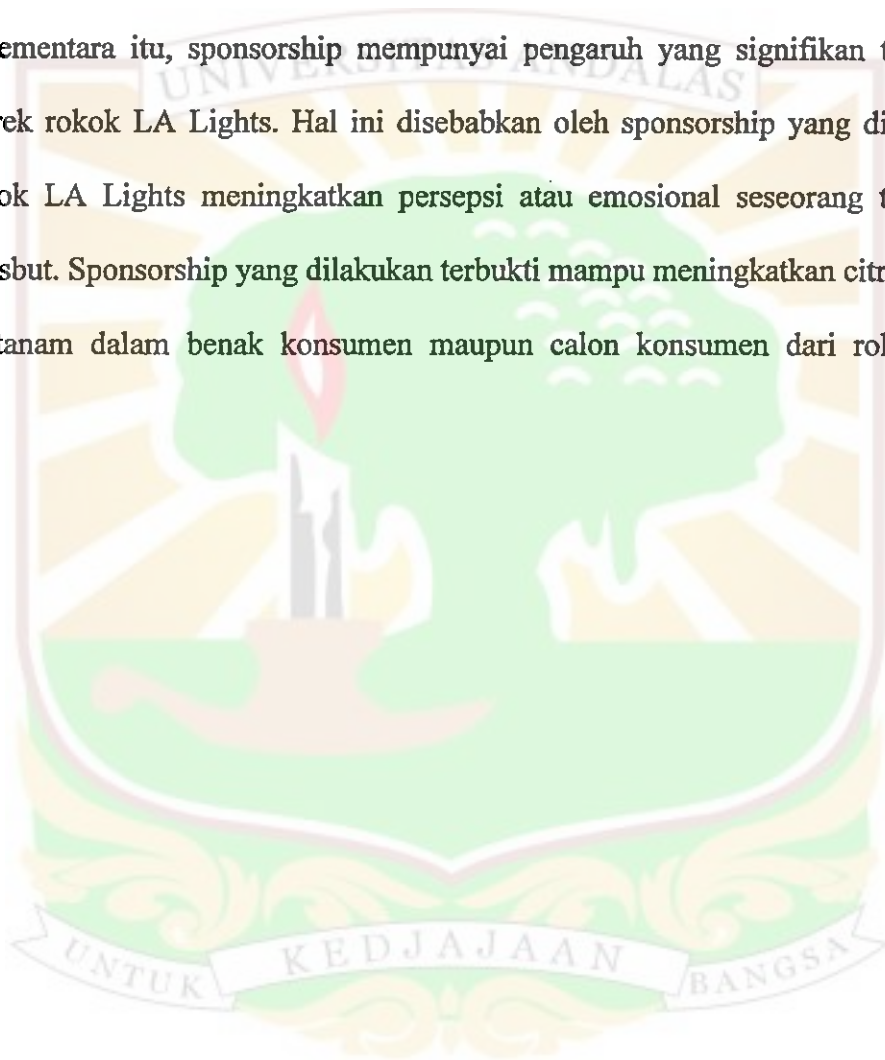 ementara itu, sponsorship mempunyai pengaruh yang signifikan t
UNIVERSITAS ANDALAS
rek rokok LA Lights. Hal ini disebabkan oleh sponsorship yang di
ok LA Lights meningkatkan persepsi atau emosional seseorang t
sbut. Sponsorship yang dilakukan terbukti mampu meningkatkan citr
tanam dalam benak konsumen maupun calon konsumen dari rol
UNTUK KEDJAJAAN BANGSA